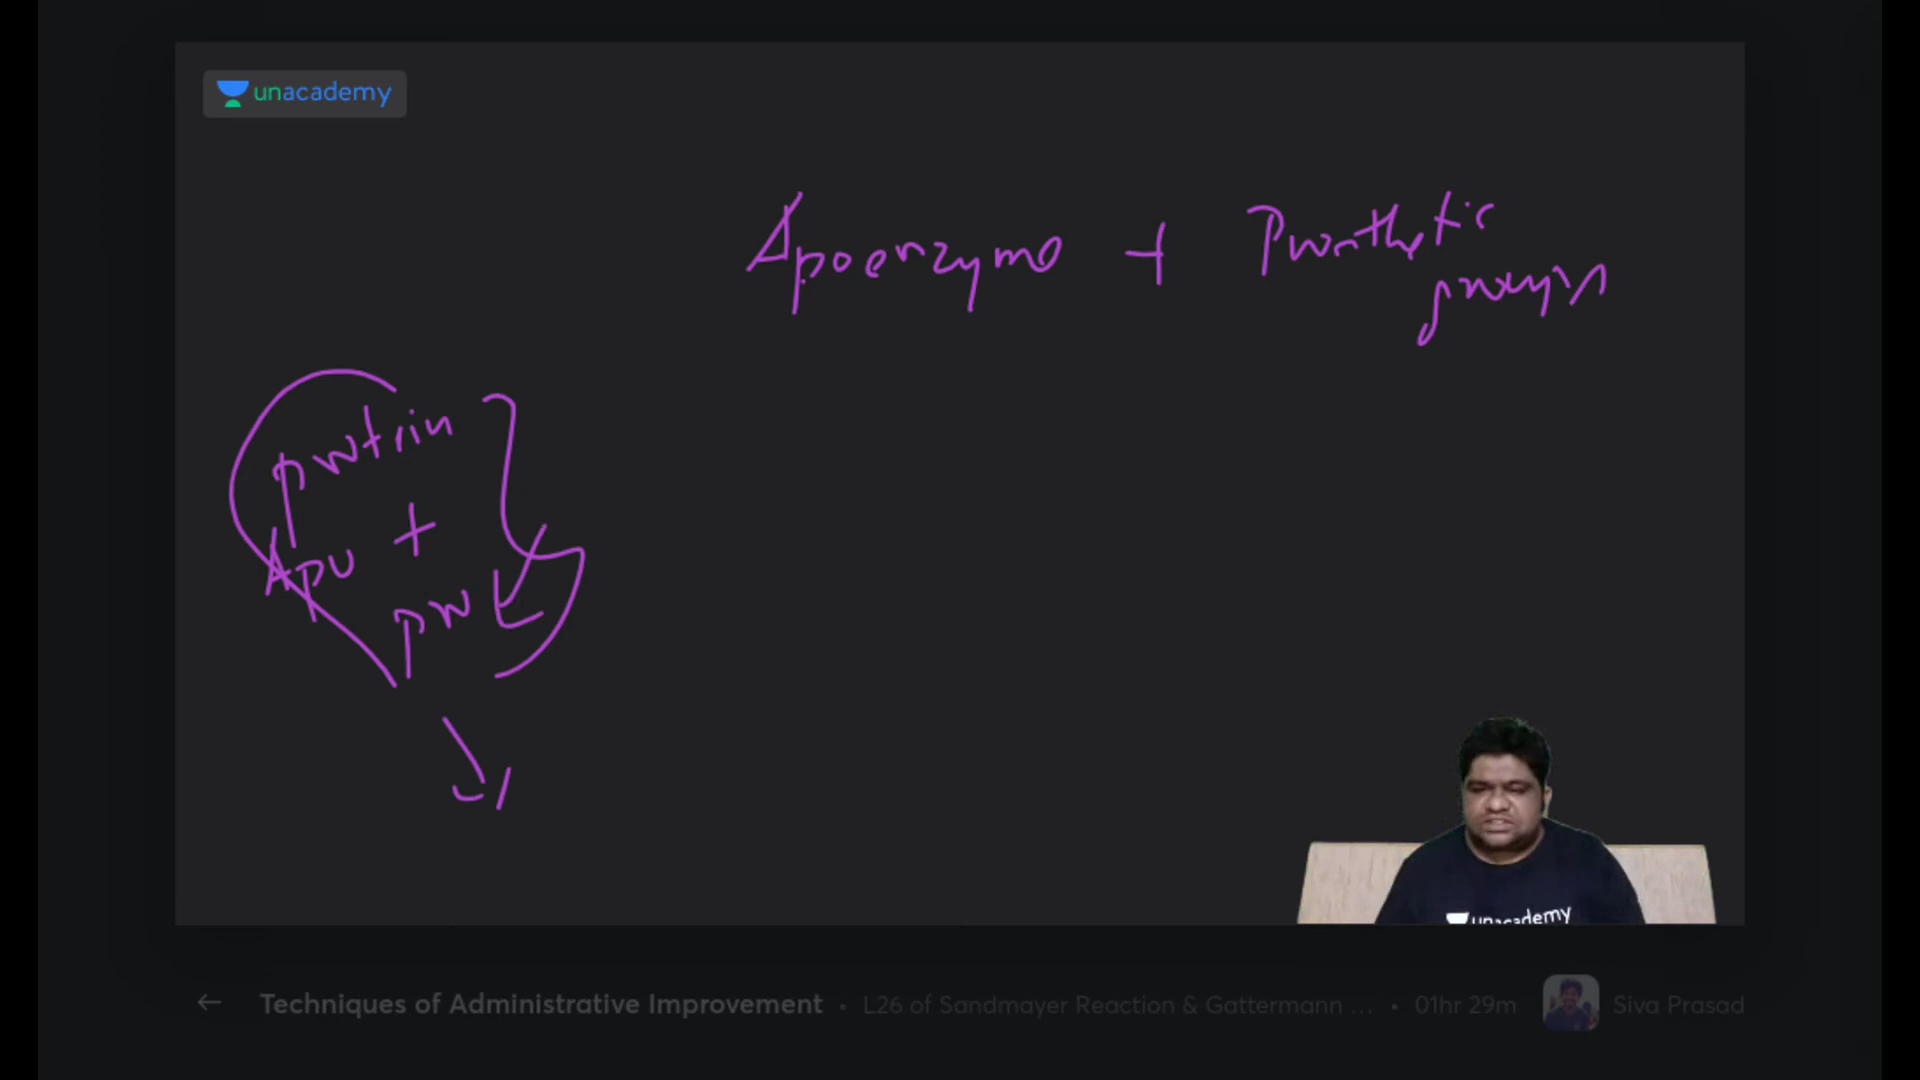 unacademy
Apoenzyme + Prosthetic
groups
protein
+
Apo
pro
unacademy
← Techniques of Administrative Improvement • L26 of Sandmayer Reaction & Gattermann ... • 01hr 29m Siva Prasad